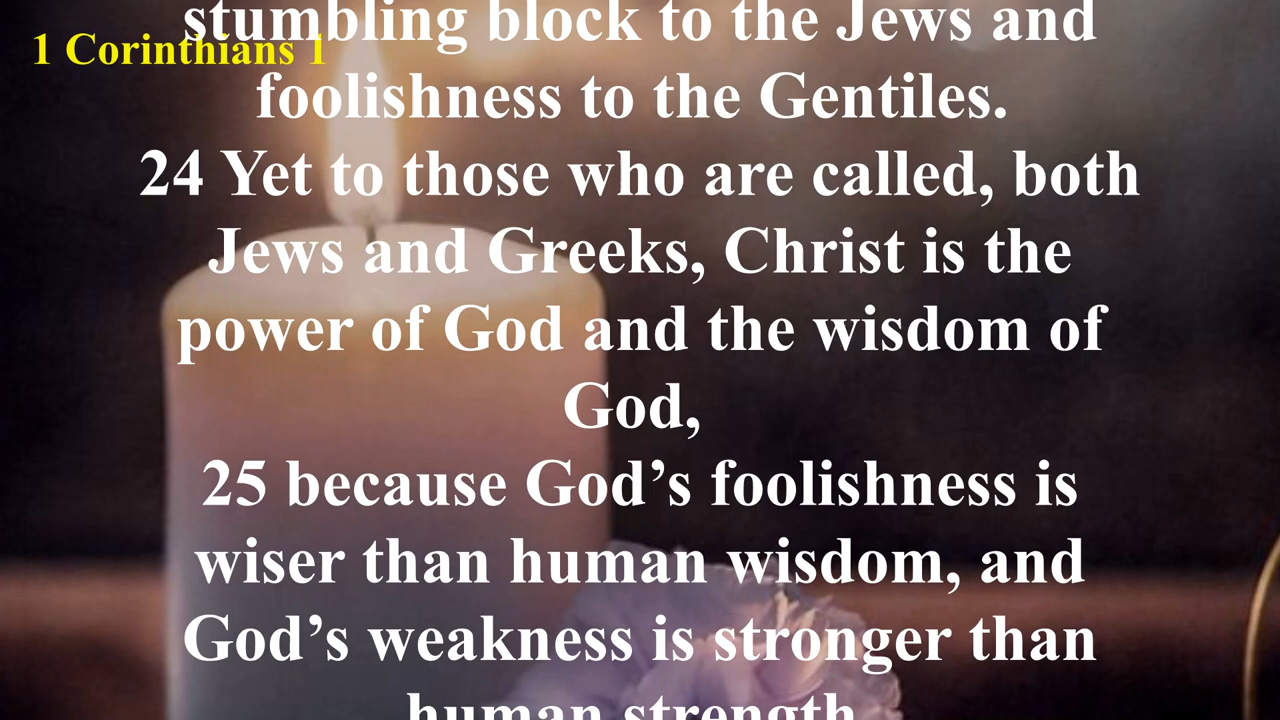 1 Corinthians 1
stumbling block to the Jews and
foolishness to the Gentiles.
24 Yet to those who are called, both
Jews and Greeks, Christ is the
power of God and the wisdom of
God,
25 because God’s foolishness is
wiser than human wisdom, and
God’s weakness is stronger than
human strength